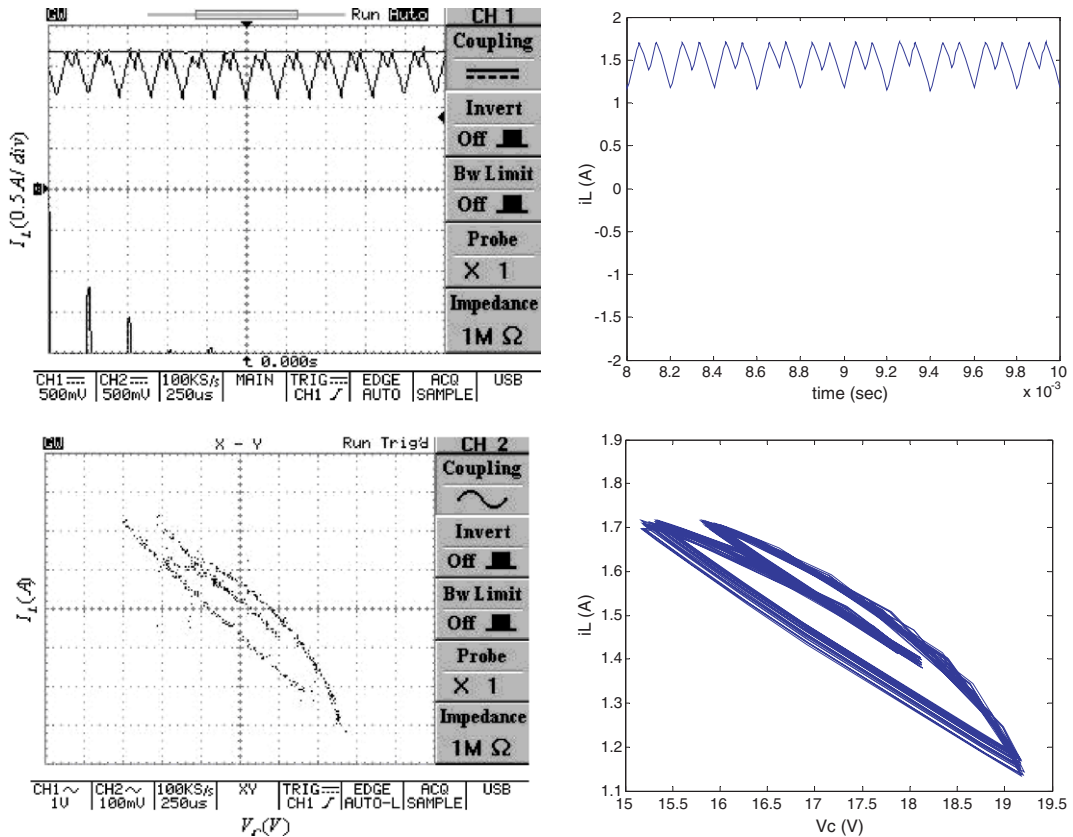 GW Run Auto CH 1
Coupling
Invert
Off
Bw Limit
Off
Probe
X 1
Impedance
1M Ω
I_L(0.5A/ div)
0.000s
CH1 CH2 100KS/s MAIN TRIG EDGE ACQ USB
500mV 500mV 250us CH1 AUTO SAMPLE
2
1.5
1
0.5
0
-0.5
-1
-1.5
-2
iL (A)
8 8.2 8.4 8.6 8.8 9 9.2 9.4 9.6 9.8 10
time (sec)
x 10^-3
GW X - Y Run Trig'd CH 2
Coupling
Invert
Off
Bw Limit
Off
Probe
X 1
Impedance
1M Ω
I_L(A)
CH1 CH2 100KS/s XY TRIG EDGE ACQ USB
1V 100mV 250us CH1 AUTO-L SAMPLE
V_C(V)
1.9
1.8
1.7
1.6
1.5
1.4
1.3
1.2
1.1
iL (A)
15 15.5 16 16.5 17 17.5 18 18.5 19 19.5
Vc (V)